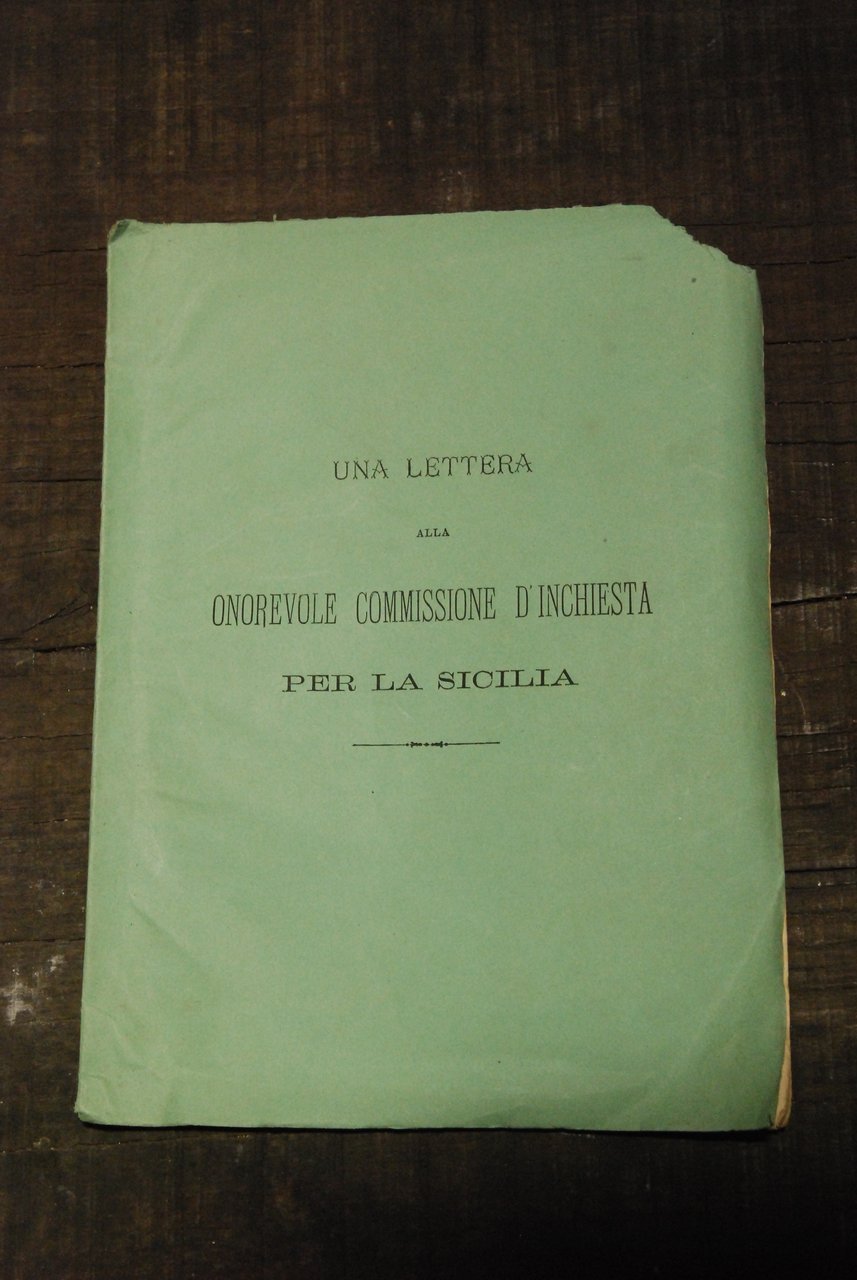 UNA LETTERA
ALLA
ONOREVOLE COMMISSIONE D'INCHIESTA
PER LA SICILIA